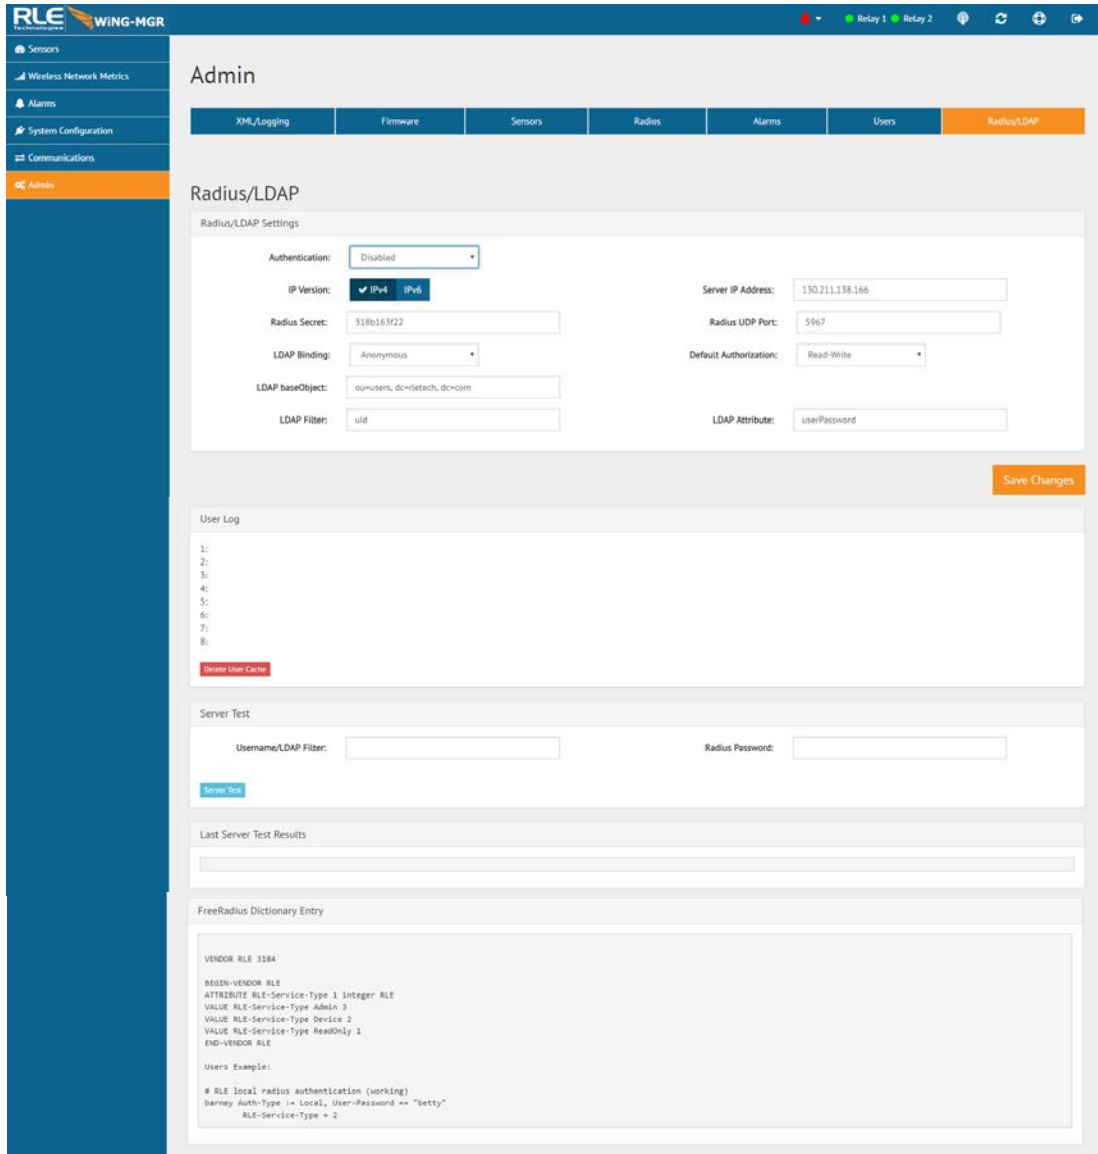 RLE WiNG-MGR
Technologies
Relay 1 Relay 2
Sensors
Wireless Network Metrics
Alarms
System Configuration
Communications
Admin
Admin
XML/Logging Firmware Sensors Radios Alarms Users Radius/LDAP
Radius/LDAP
Radius/LDAP Settings
Authentication: Disabled
IP Version: IPv4 IPv6 Server IP Address: 130.211.138.166
Radius Secret: 318b163f22 Radius UDP Port: 5967
LDAP Binding: Anonymous Default Authorization: Read-Write
LDAP baseObject: ou=users, dc=rletech, dc=com
LDAP Filter: uid LDAP Attribute: userPassword
Save Changes
User Log
1:
2:
3:
4:
5:
6:
7:
8:
Delete User Cache
Server Test
Username/LDAP Filter: Radius Password:
Server Test
Last Server Test Results
FreeRadius Dictionary Entry
VENDOR RLE 3184
BEGIN-VENDOR RLE
ATTRIBUTE RLE-Service-Type 1 integer RLE
VALUE RLE-Service-Type Admin 3
VALUE RLE-Service-Type Device 2
VALUE RLE-Service-Type ReadOnly 1
END-VENDOR RLE
Users Example:
# RLE local radius authentication (working)
barney Auth-Type := Local, User-Password == "betty"
RLE-Service-Type = 2